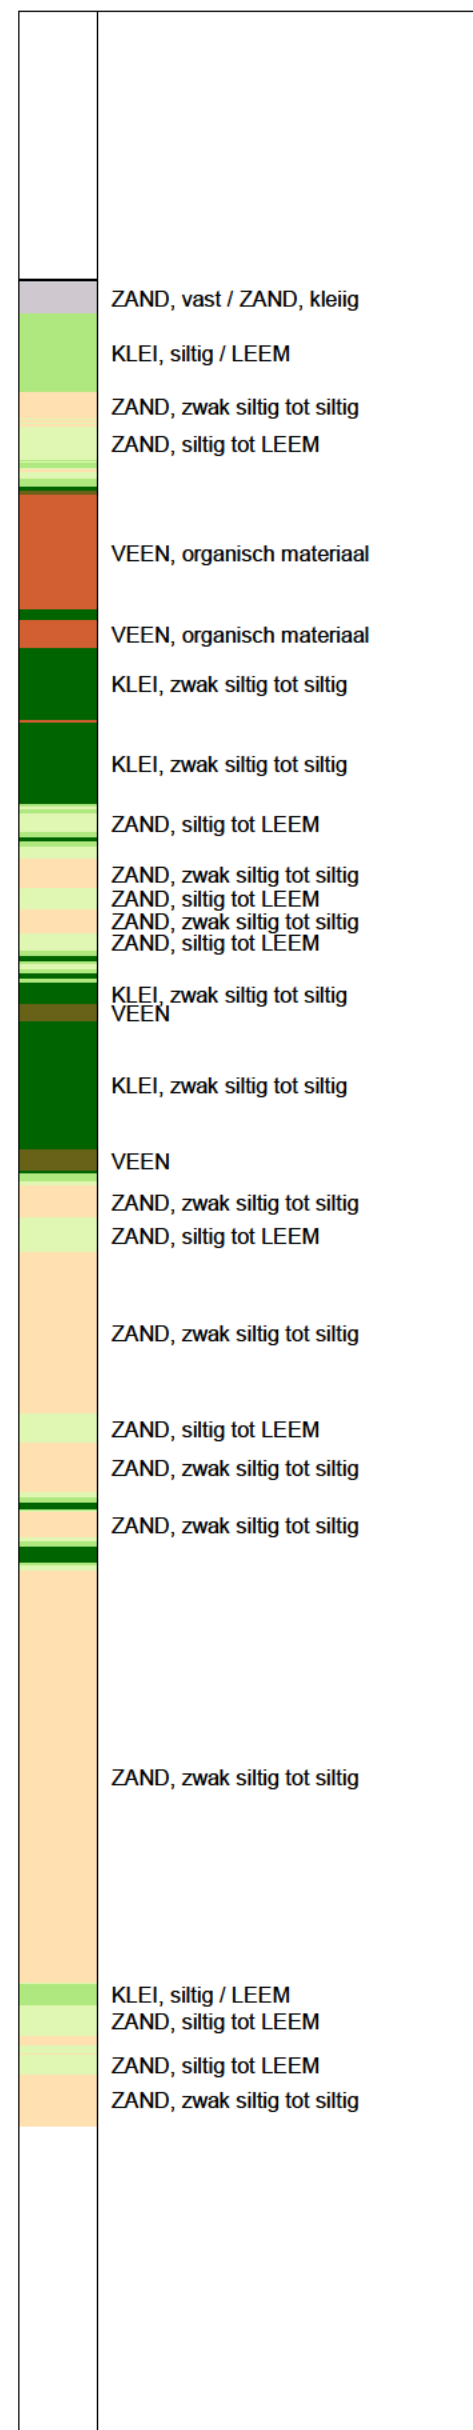 ZAND, vast / ZAND, kleiig
KLEI, siltig / LEEM
ZAND, zwak siltig tot siltig
ZAND, siltig tot LEEM
VEEN, organisch materiaal
VEEN, organisch materiaal
KLEI, zwak siltig tot siltig
KLEI, zwak siltig tot siltig
ZAND, siltig tot LEEM
ZAND, zwak siltig tot siltig
ZAND, siltig tot LEEM
ZAND, zwak siltig tot siltig
ZAND, siltig tot LEEM
KLEI, zwak siltig tot siltig
VEEN
KLEI, zwak siltig tot siltig
VEEN
ZAND, zwak siltig tot siltig
ZAND, siltig tot LEEM
ZAND, zwak siltig tot siltig
ZAND, siltig tot LEEM
ZAND, zwak siltig tot siltig
ZAND, zwak siltig tot siltig
ZAND, zwak siltig tot siltig
KLEI, siltig / LEEM
ZAND, siltig tot LEEM
ZAND, siltig tot LEEM
ZAND, zwak siltig tot siltig